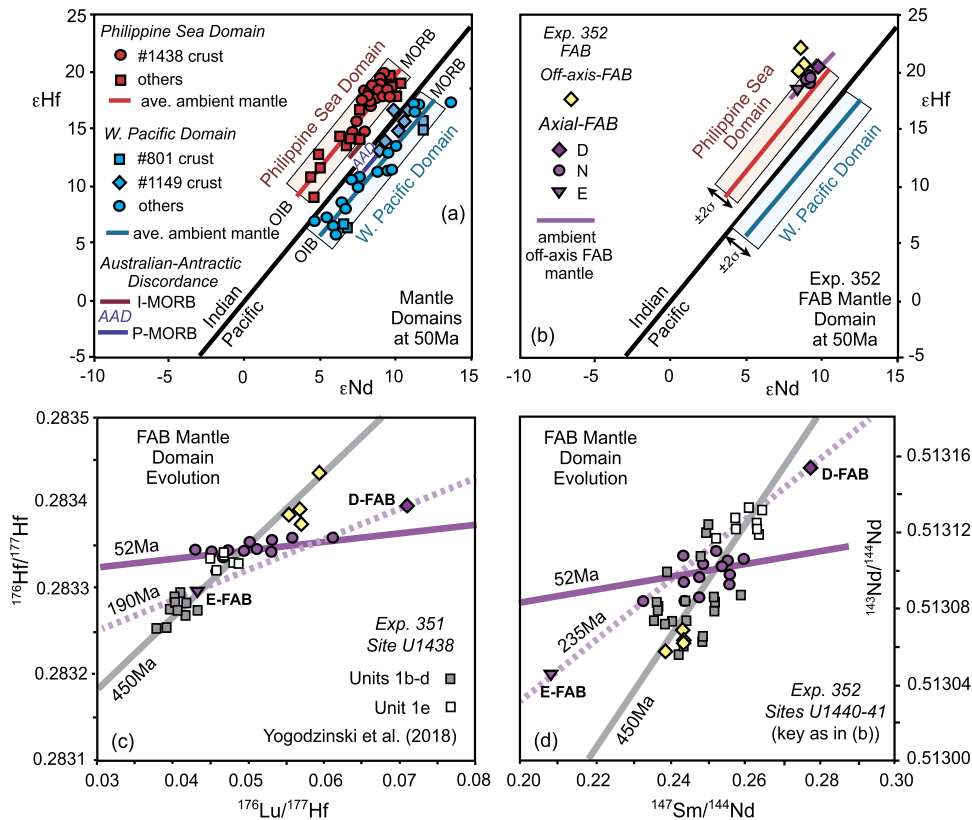 Philippine Sea Domain
#1438 crust
others
ave. ambient mantle
W. Pacific Domain
#801 crust
#1149 crust
others
ave. ambient mantle
Australian-Antractic
Discordance
I-MORB
AAD
P-MORB
25
20
εHf
15
10
5
0
-5
-10
-5
0
5
10
15
εNd
Philippine Sea Domain
MORB
MORB
AAD
OIB
OIB
W. Pacific Domain
Indian
Pacific
(a)
Mantle
Domains
at 50Ma
Exp. 352
FAB
Off-axis-FAB
Axial-FAB
D
N
E
ambient
off-axis FAB
mantle
Philippine Sea
Domain
W. Pacific Domain
±2σ
±2σ
Indian
Pacific
(b)
Exp. 352
FAB Mantle
Domain
at 50Ma
25
20
εHf
15
10
5
0
-5
-10
-5
0
5
10
15
εNd
0.2835
0.2834
0.2833
0.2832
0.2831
¹⁷⁶Hf/¹⁷⁷Hf
FAB Mantle
Domain
Evolution
D-FAB
52Ma
190Ma
E-FAB
450Ma
Exp. 351
Site U1438
Units 1b-d
Unit 1e
Yogodzinski et al. (2018)
(c)
0.03
0.04
0.05
0.06
0.07
0.08
¹⁷⁶Lu/¹⁷⁷Hf
FAB Mantle
Domain
Evolution
D-FAB
52Ma
235Ma
E-FAB
450Ma
Exp. 352
Sites U1440-41
(key as in (b))
(d)
0.51316
0.51312
0.51308
0.51304
0.51300
¹⁴³Nd/¹⁴⁴Nd
0.20
0.22
0.24
0.26
0.28
0.30
¹⁴⁷Sm/¹⁴⁴Nd